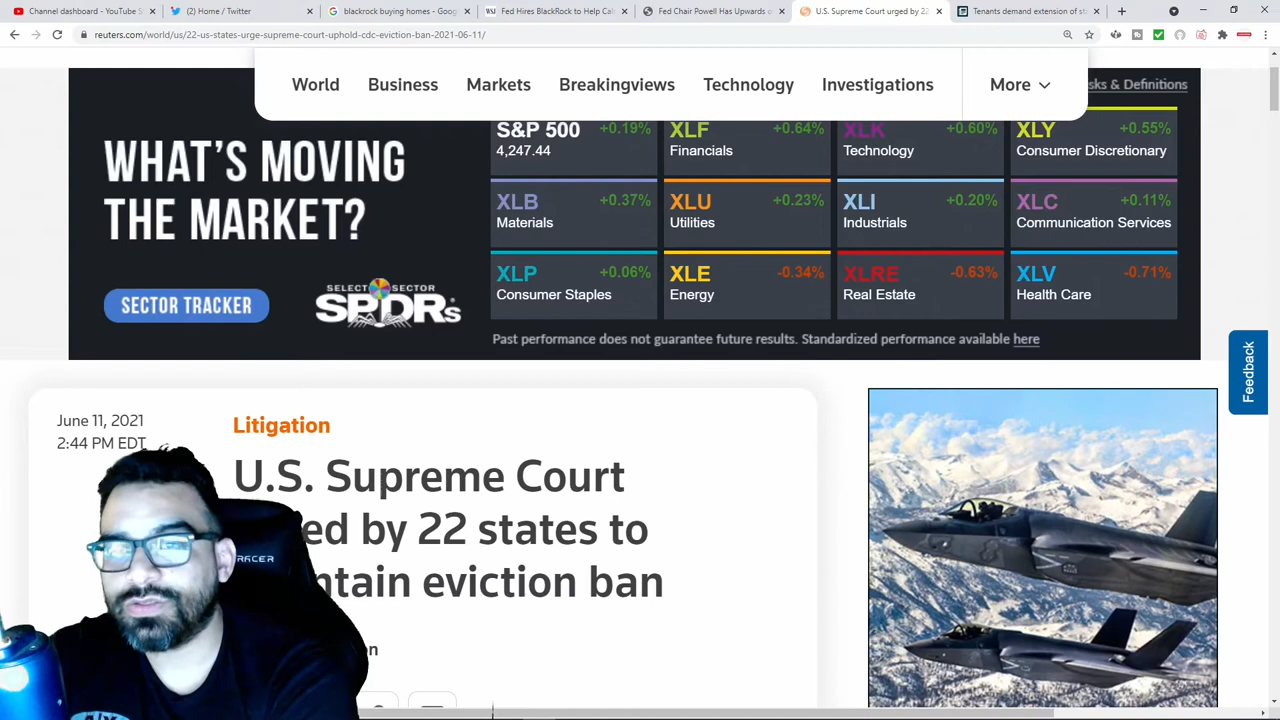 Channel dashboard - YouTube S
(2) Home / Twitter
blackrock buying homes - Goog
Fed Hires BlackRock to Help Cal
Fed Chair Powell Has Upwards o
U.S. Supreme Court urged by 22
Tenants demand extension of st
reuters.com/world/us/22-us-states-urge-supreme-court-uphold-cdc-eviction-ban-2021-06-11/
World Business Markets Breakingviews Technology Investigations More
sks & Definitions
WHAT'S MOVING
THE MARKET?
SECTOR TRACKER
SELECT SECTOR
SPDRs
S&P 500 +0.19%
4,247.44
XLF +0.64%
Financials
XLK +0.60%
Technology
XLY +0.55%
Consumer Discretionary
XLB +0.37%
Materials
XLU +0.23%
Utilities
XLI +0.20%
Industrials
XLC +0.11%
Communication Services
XLP +0.06%
Consumer Staples
XLE -0.34%
Energy
XLRE -0.63%
Real Estate
XLV -0.71%
Health Care
Past performance does not guarantee future results. Standardized performance available here
Feedback
June 11, 2021
2:44 PM EDT
Litigation
U.S. Supreme Court
ed by 22 states to
ntain eviction ban
on
RACER